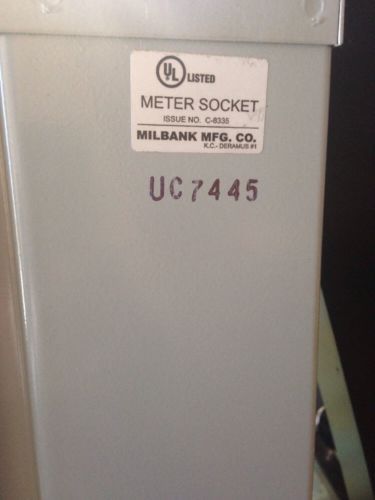 UL LISTED
METER SOCKET
ISSUE NO. C-8335
MILBANK MFG. CO.
K.C.- DERAMUS #1
UC7445